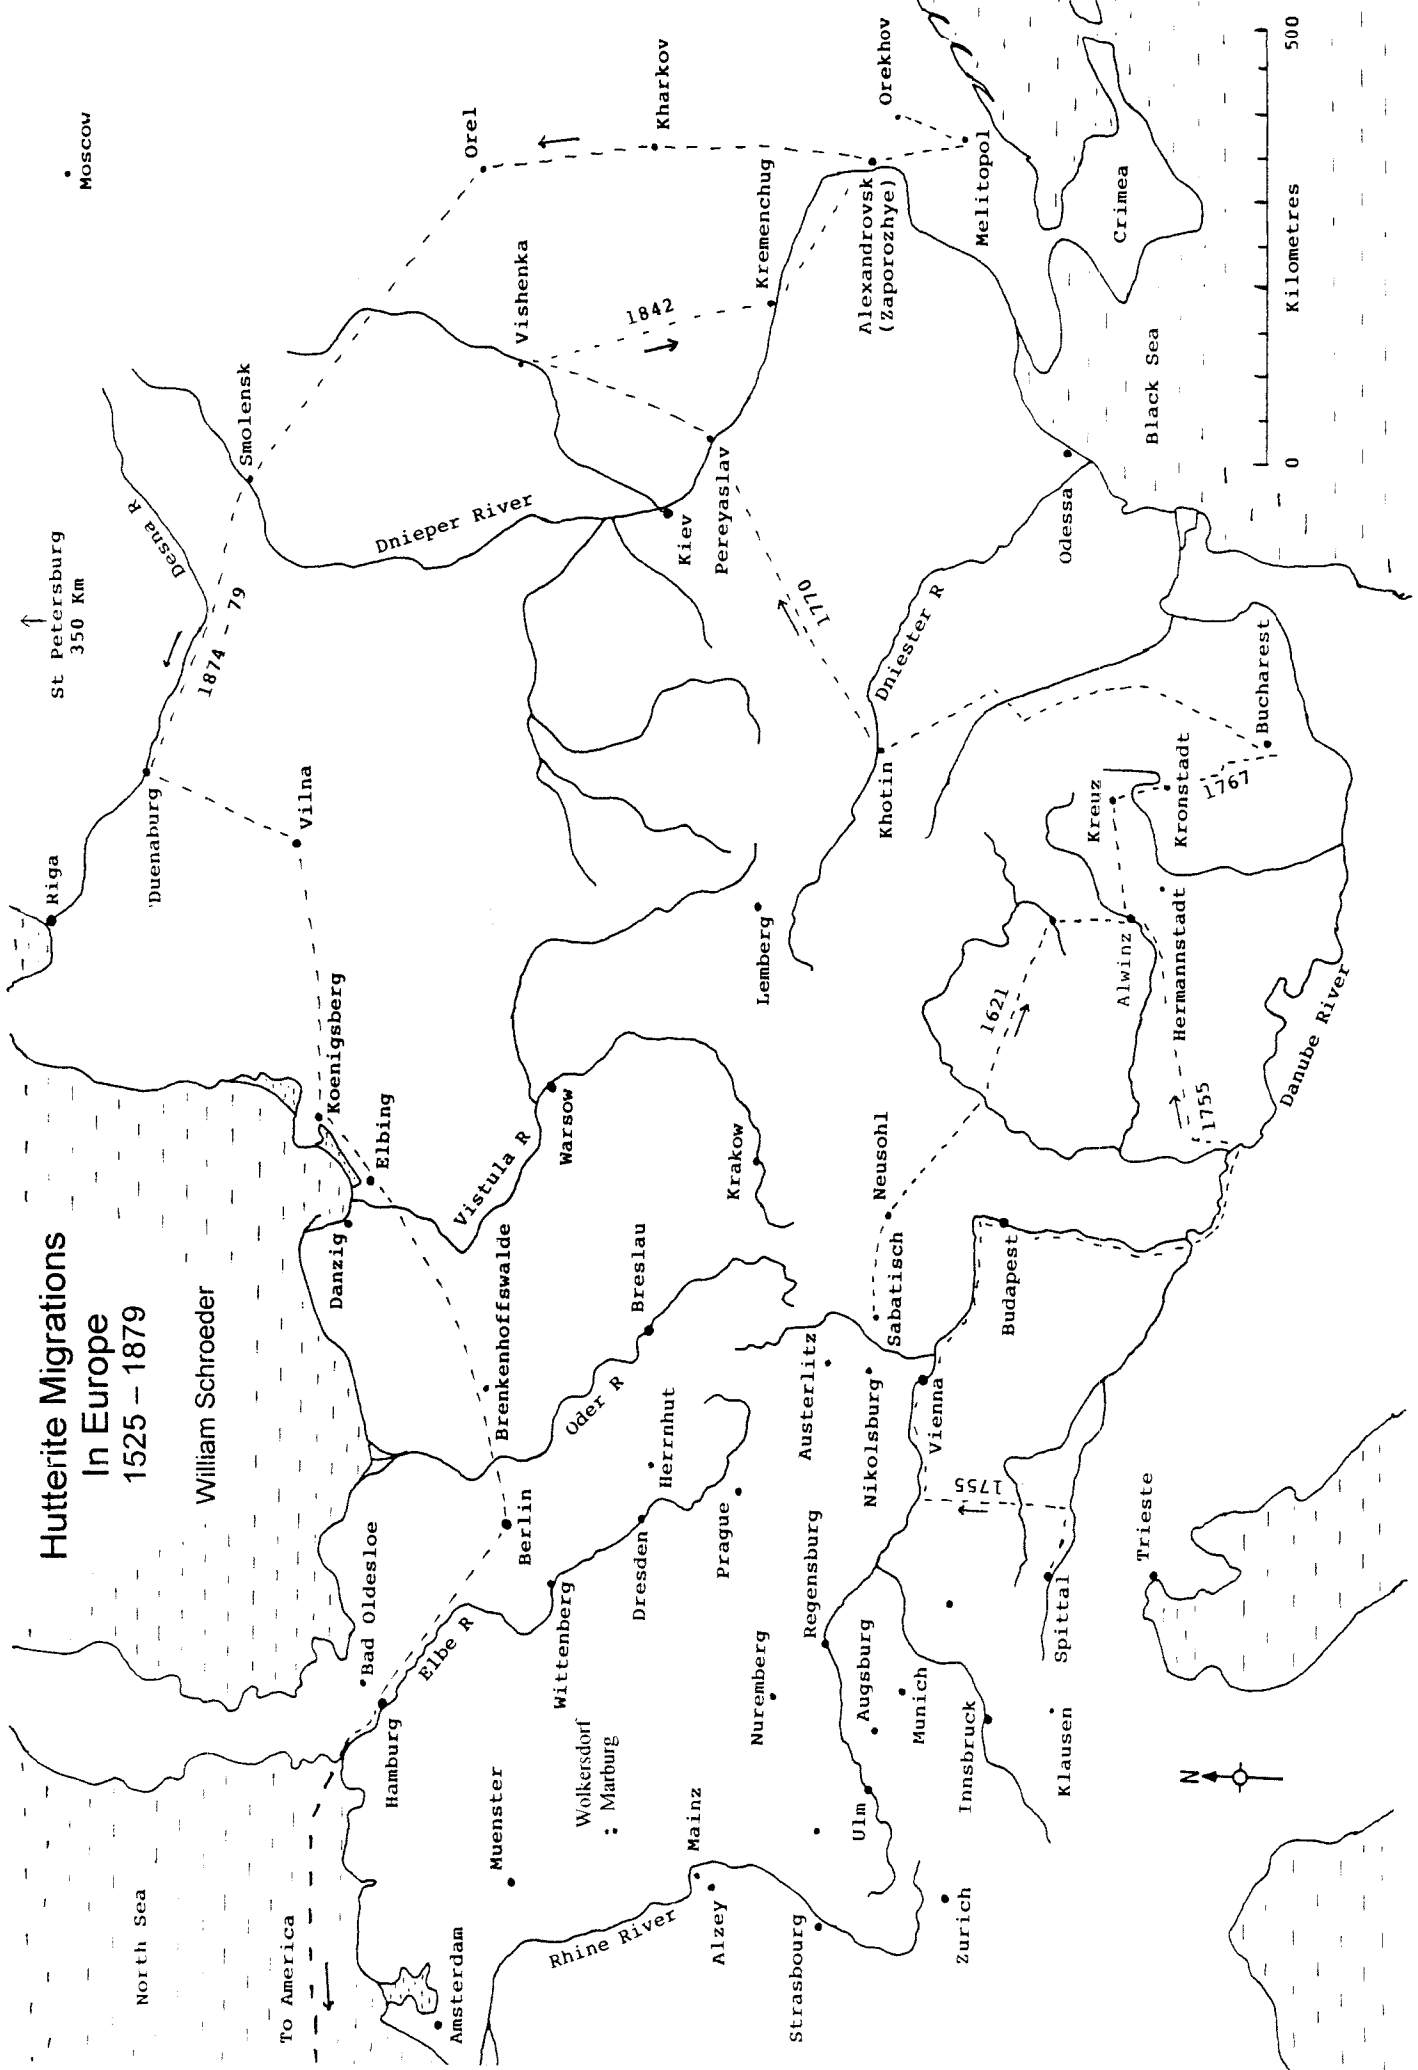 Hutterite Migrations
In Europe
1525 – 1879
William Schroeder
North Sea
To America
Amsterdam
Hamburg
Bad Oldesloe
Elbe R
Muenster
Wolkersdorf
Marburg
Wittenberg
Berlin
Brenkenhoffswalde
Danzig
Elbing
Koenigsberg
Vistula R
Warsow
Riga
Duenaburg
Vilna
St Petersburg
350 Km
Desna R
1874 - 79
Smolensk
Moscow
Orel
Kharkov
Vishenka
1842
Dnieper River
Kiev
Pereyaslav
Kremenchug
Alexandrovsk
(Zaporozhye)
Orekhov
Melitopol
Crimea
Black Sea
Odessa
Dniester R
1770
Khotin
Lemberg
Krakow
Breslau
Oder R
Herrnhut
Dresden
Prague
Nuremberg
Mainz
Alzey
Rhine River
Strasbourg
Ulm
Augsburg
Regensburg
Munich
Zurich
Innsbruck
Klausen
Spittal
Trieste
1755
Austerlitz
Nikolsburg
Vienna
Sabatisch
Neusohl
Budapest
1621
Alwinz
Kreuz
Kronstadt
Hermannstadt
1755
1767
Bucharest
Danube River
N
0
500
Kilometres